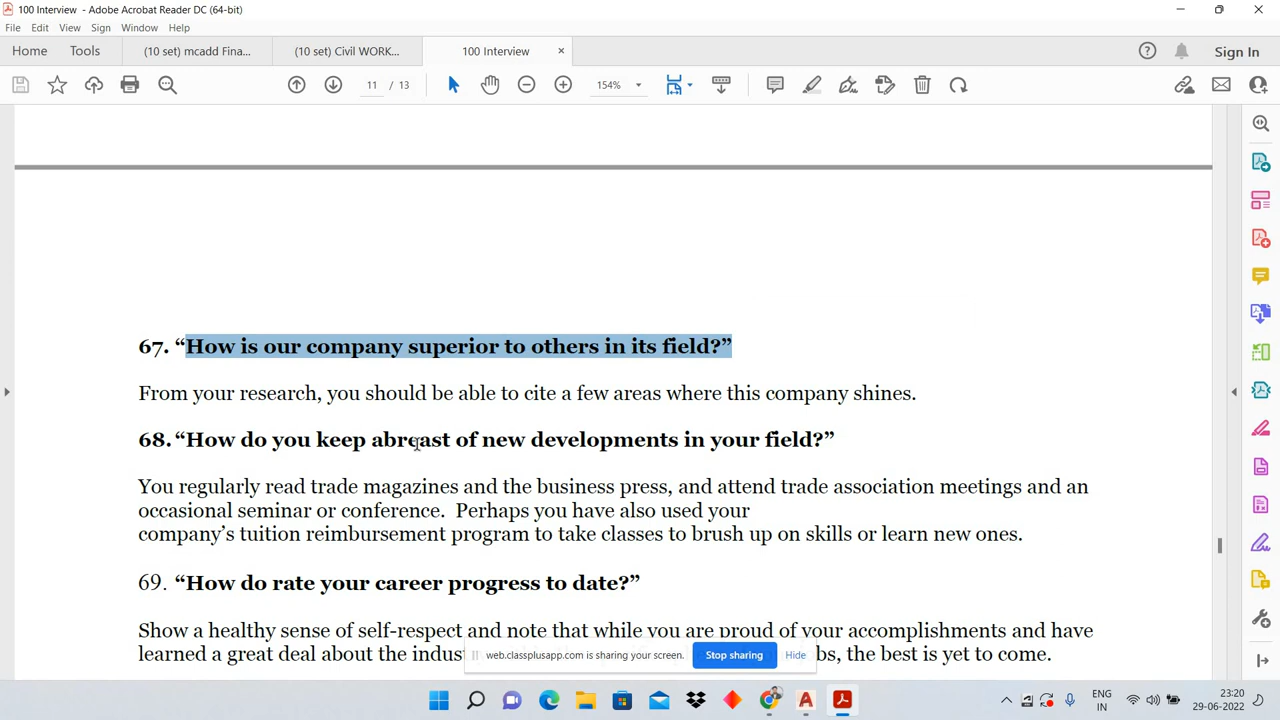 100 Interview - Adobe Acrobat Reader DC (64-bit)
File Edit View Sign Window Help
Home Tools (10 set) mcadd Fina... (10 set) Civil WORK... 100 Interview × Sign In
11 / 13 154%
67. “How is our company superior to others in its field?”
From your research, you should be able to cite a few areas where this company shines.
68. “How do you keep abreast of new developments in your field?”
You regularly read trade magazines and the business press, and attend trade association meetings and an
occasional seminar or conference.  Perhaps you have also used your
company’s tuition reimbursement program to take classes to brush up on skills or learn new ones.
69. “How do rate your career progress to date?”
Show a healthy sense of self-respect and note that while you are proud of your accomplishments and have
learned a great deal about the indust bs, the best is yet to come.
web.classplusapp.com is sharing your screen. Stop sharing Hide
ENG 23:20
IN 29-06-2022